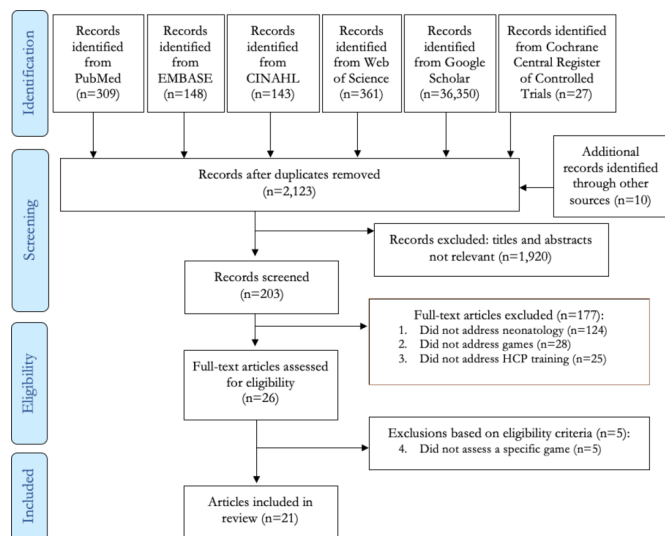 Identification
Records
identified
from
PubMed
(n=309)
Records
identified
from
EMBASE
(n=148)
Records
identified
from
CINAHL
(n=143)
Records
identified
from Web
of Science
(n=361)
Records
identified
from Google
Scholar
(n=36,350)
Records identified
from Cochrane
Central Register
of Controlled
Trials (n=27)
Screening
Records after duplicates removed
(n=2,123)
Additional
records identified
through other
sources (n=10)
Records excluded: titles and abstracts
not relevant (n=1,920)
Records screened
(n=203)
Full-text articles excluded (n=177):
1. Did not address neonatology (n=124)
2. Did not address games (n=28)
3. Did not address HCP training (n=25)
Eligibility
Full-text articles assessed
for eligibility
(n=26)
Exclusions based on eligibility criteria (n=5):
4. Did not assess a specific game (n=5)
Included
Articles included in
review (n=21)